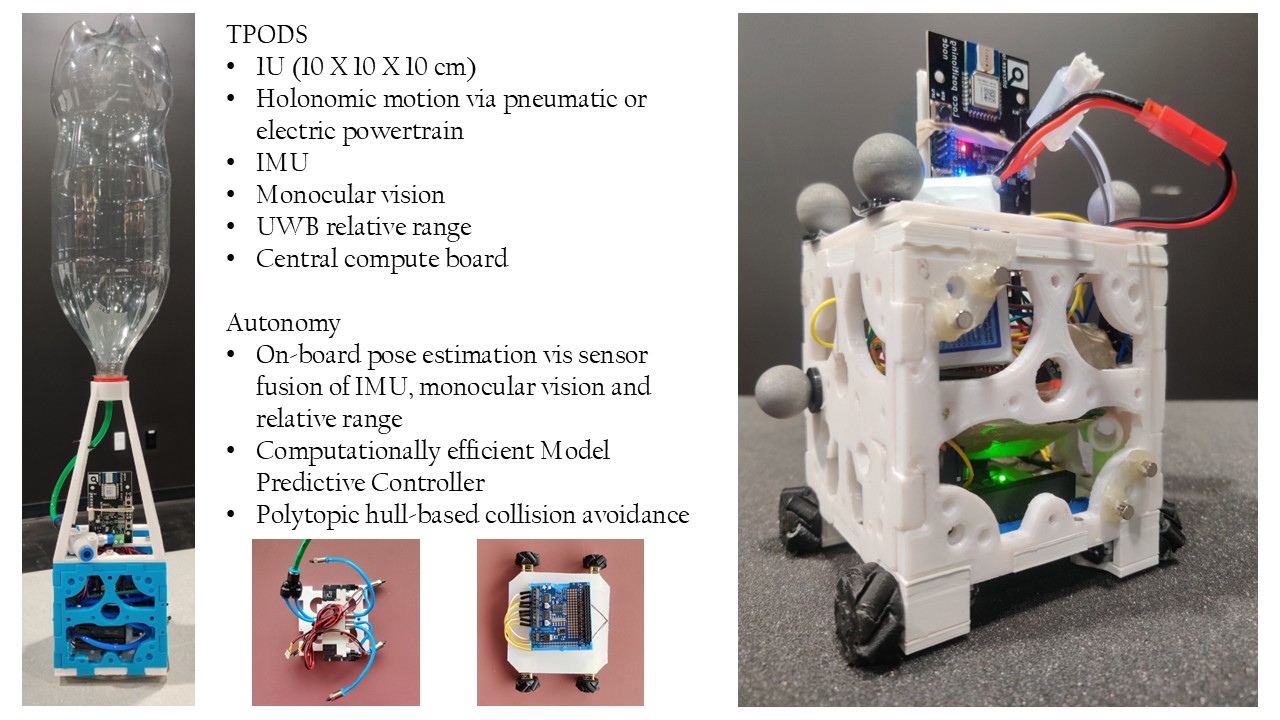 TPODS
• 1U (10 X 10 X 10 cm)
• Holonomic motion via pneumatic or
electric powertrain
• IMU
• Monocular vision
• UWB relative range
• Central compute board
Autonomy
• On-board pose estimation vis sensor
fusion of IMU, monocular vision and
relative range
• Computationally efficient Model
Predictive Controller
• Polytopic hull-based collision avoidance